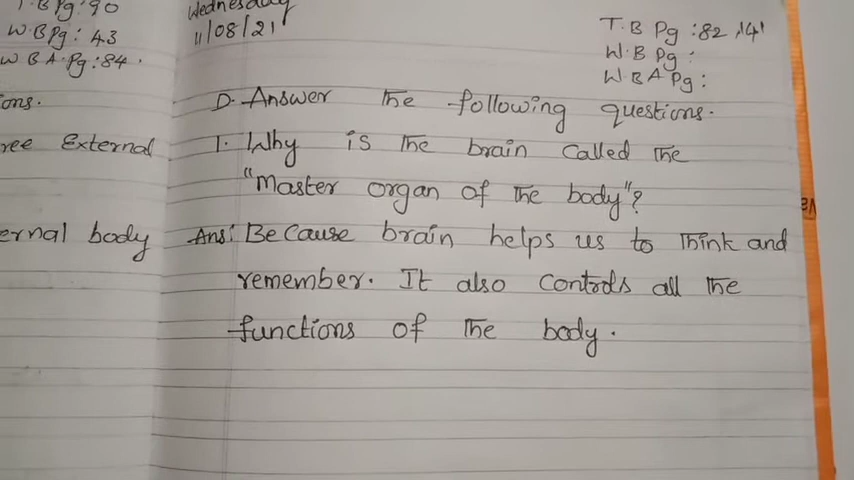 T.B Pg: 90
W.B Pg: 43
W B A. Pg: 84.
ons.
ree External
ernal body
Wednesday
11/08/21
T.B Pg :82, 141
W.B Pg :
W.B A Pg :
D. Answer the following questions.
1. Why is the brain called the
"Master organ of the body"?
Ans: Because brain helps us to think and
remember. It also controls all the
functions of the body.